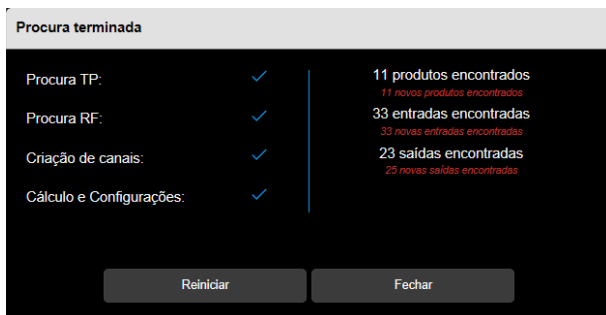 Procura terminada
Procura TP:
11 produtos encontrados
11 novos produtos encontrados
Procura RF:
33 entradas encontradas
33 novas entradas encontradas
Criação de canais:
23 saídas encontradas
25 novas saídas encontradas
Cálculo e Configurações:
Reiniciar
Fechar